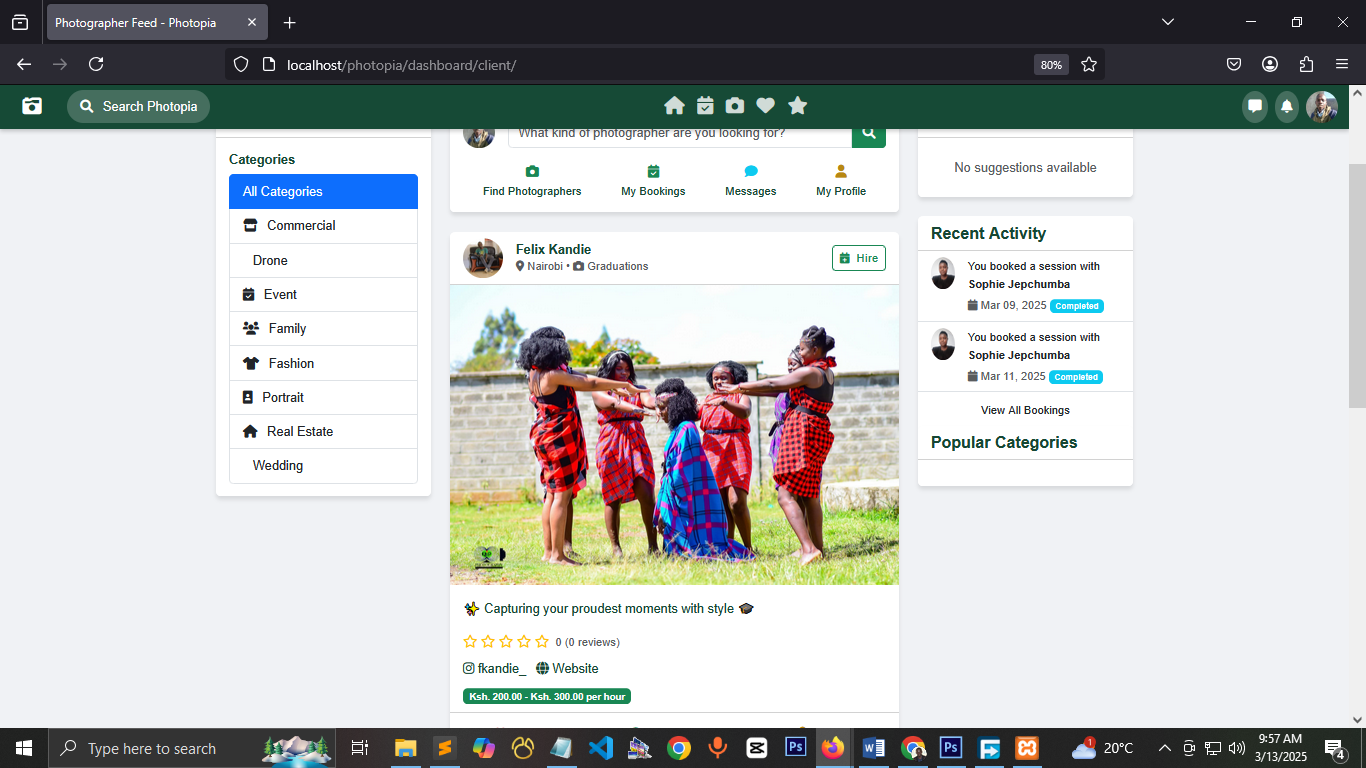 Photographer Feed - Photopia
localhost/photopia/dashboard/client/
80%
Search Photopia
Categories
All Categories
Commercial
Drone
Event
Family
Fashion
Portrait
Real Estate
Wedding
What kind of photographer are you looking for?
Find Photographers
My Bookings
Messages
My Profile
Felix Kandie
Nairobi • Graduations
Hire
✨ Capturing your proudest moments with style 🎓
0 (0 reviews)
fkandie_ Website
Ksh. 200.00 - Ksh. 300.00 per hour
No suggestions available
Recent Activity
You booked a session with
Sophie Jepchumba
Mar 09, 2025 Completed
You booked a session with
Sophie Jepchumba
Mar 11, 2025 Completed
View All Bookings
Popular Categories
Type here to search
Ps
Ps
1
20°C
9:57 AM
3/13/2025
4